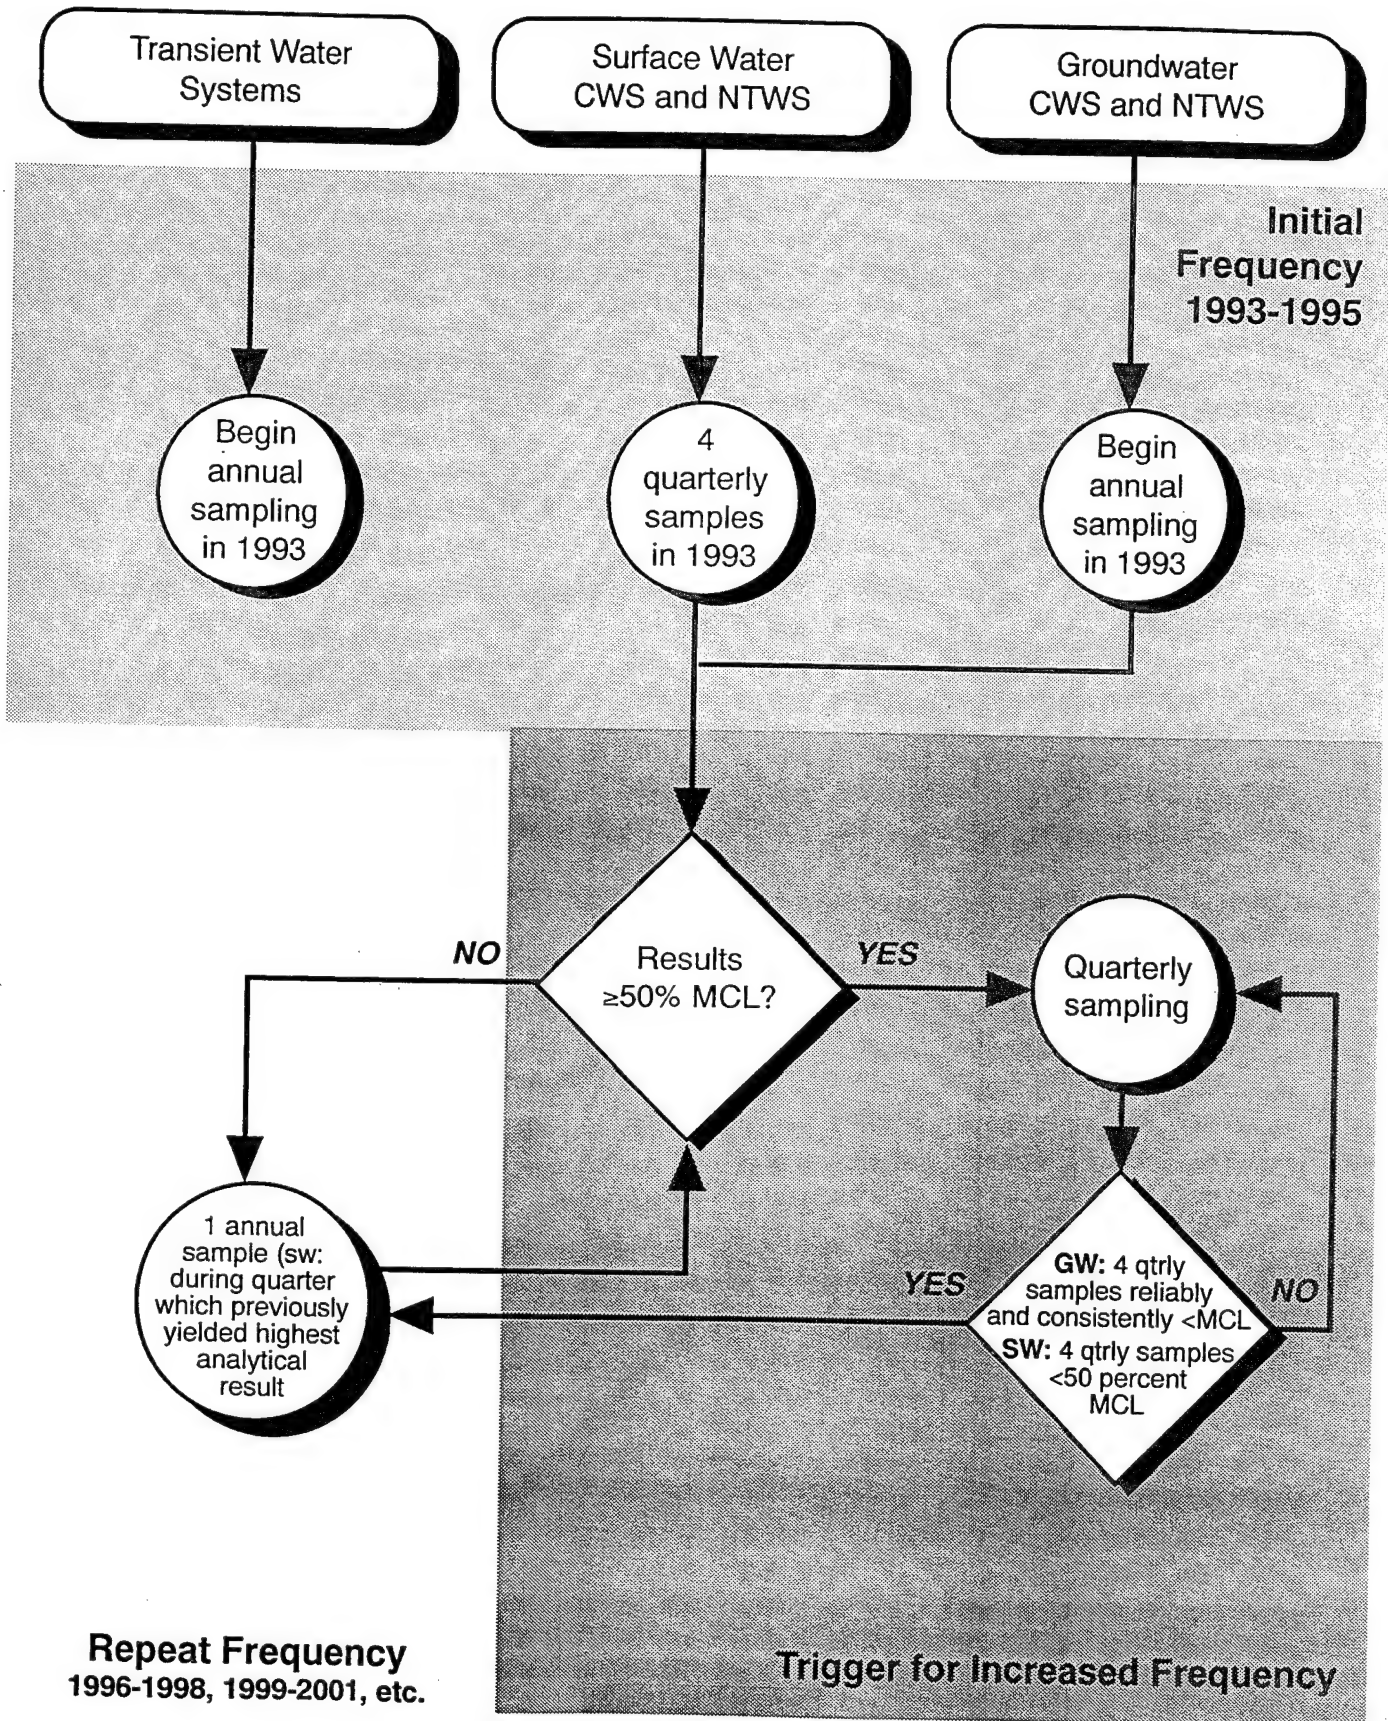 Transient Water
Systems
Surface Water
CWS and NTWS
Groundwater
CWS and NTWS
Initial
Frequency
1993-1995
Begin
annual
sampling
in 1993
4
quarterly
samples
in 1993
Begin
annual
sampling
in 1993
NO
Results
≥50% MCL?
YES
Quarterly
sampling
1 annual
sample (sw:
during quarter
which previously
yielded highest
analytical
result
YES
GW: 4 qtrly
samples reliably
and consistently <MCL
SW: 4 qtrly samples
<50 percent
MCL
NO
Repeat Frequency
1996-1998, 1999-2001, etc.
Trigger for Increased Frequency